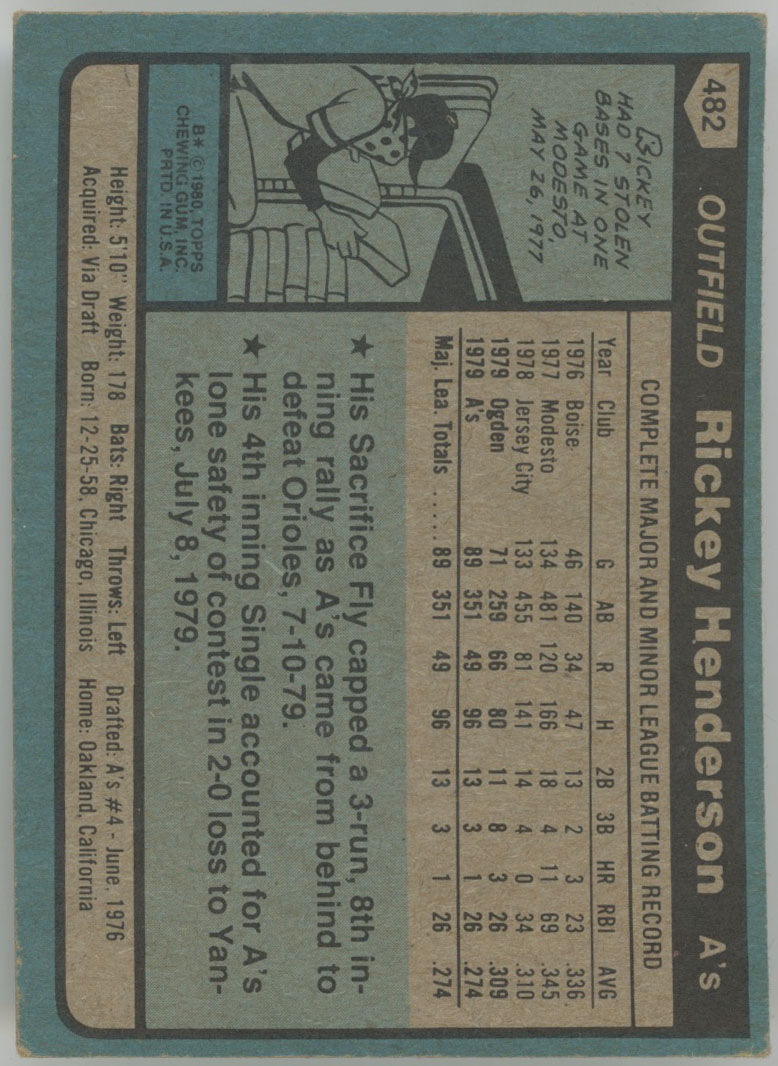 482 OUTFIELD Rickey Henderson A's
RICKEY
HAD 7 STOLEN
BASES IN ONE
GAME AT
MODESTO,
MAY 26, 1977
B* © 1980, TOPPS
CHEWING GUM, INC.
PRTD. IN U.S.A.
COMPLETE MAJOR AND MINOR LEAGUE BATTING RECORD
Year Club G AB R H 2B 3B HR RBI AVG
1976 Boise 46 140 34 47 13 2 3 23 .336
1977 Modesto 134 481 120 166 18 4 11 69 .345
1978 Jersey City 133 455 81 141 14 4 0 34 .310
1979 Ogden 71 259 66 80 11 8 3 26 .309
1979 A's 89 351 49 96 13 3 1 26 .274
Maj. Lea. Totals ...... 89 351 49 96 13 3 1 26 .274
★ His Sacrifice Fly capped a 3-run, 8th in-
ning rally as A's came from behind to
defeat Orioles, 7-10-79.
★ His 4th inning Single accounted for A's
lone safety of contest in 2-0 loss to Yan-
kees, July 8, 1979.
Height: 5'10" Weight: 178 Bats: Right Throws: Left Drafted: A's #4 - June, 1976
Acquired: Via Draft Born: 12-25-58, Chicago, Illinois Home: Oakland, California